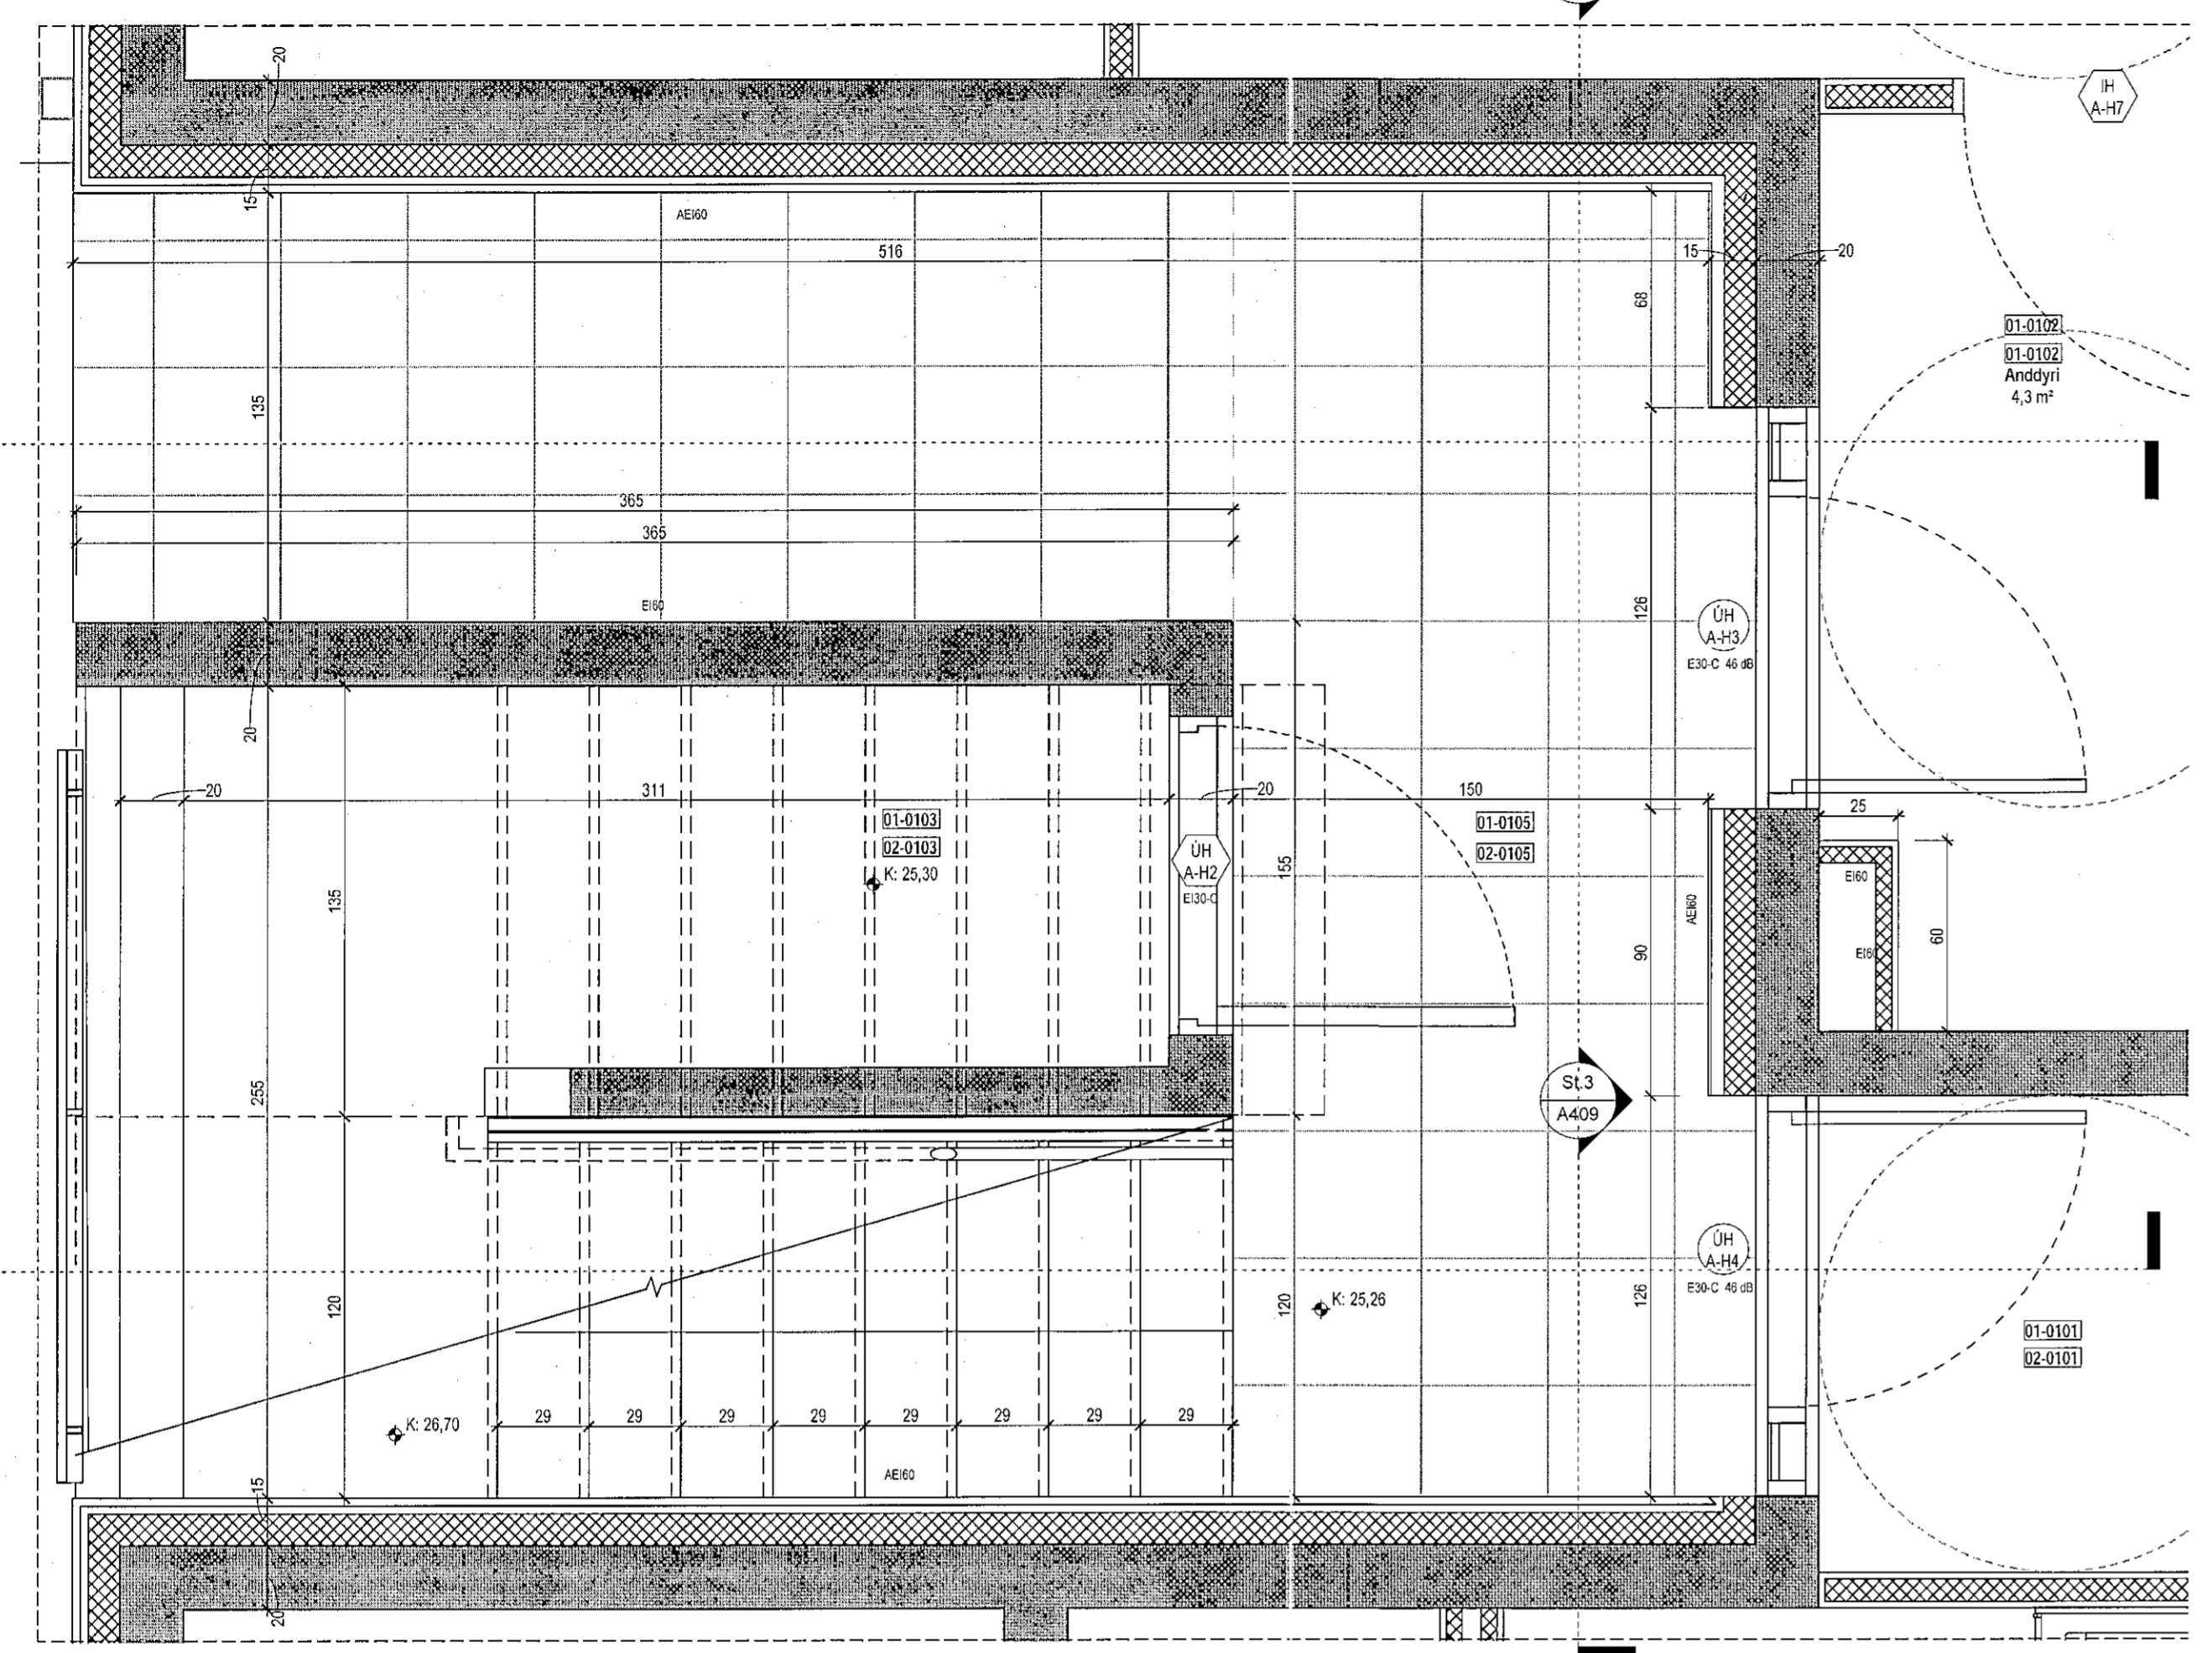 20
IH
A-H7
15
AEI60
516
15
20
68
01-0102
01-0102
Anddyri
4,3 m²
135
365
365
EI60
126
ÚH
A-H3
E30-C 46 dB
20
20
311
20
150
25
01-0103
02-0103
K: 25,30
ÚH
A-H2
EI30-C
01-0105
02-0105
155
135
AEI60
EI60
EI60
60
90
255
St.3
A409
120
120
K: 25,26
ÚH
A-H4
E30-C 46 dB
126
01-0101
02-0101
K: 26,70
29
29
29
29
29
29
29
29
AEI60
15
20